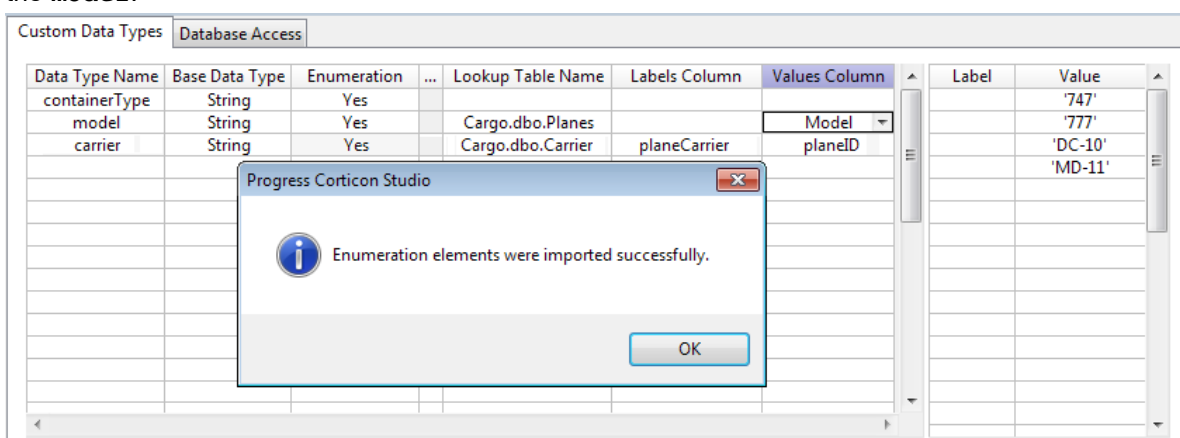 Custom Data Types Database Access
Data Type Name Base Data Type Enumeration ... Lookup Table Name Labels Column Values Column Label Value
containerType String Yes '747'
model String Yes Cargo.dbo.Planes Model '777'
carrier String Yes Cargo.dbo.Carrier planeCarrier planeID 'DC-10'
'MD-11'
Progress Corticon Studio
Enumeration elements were imported successfully.
OK